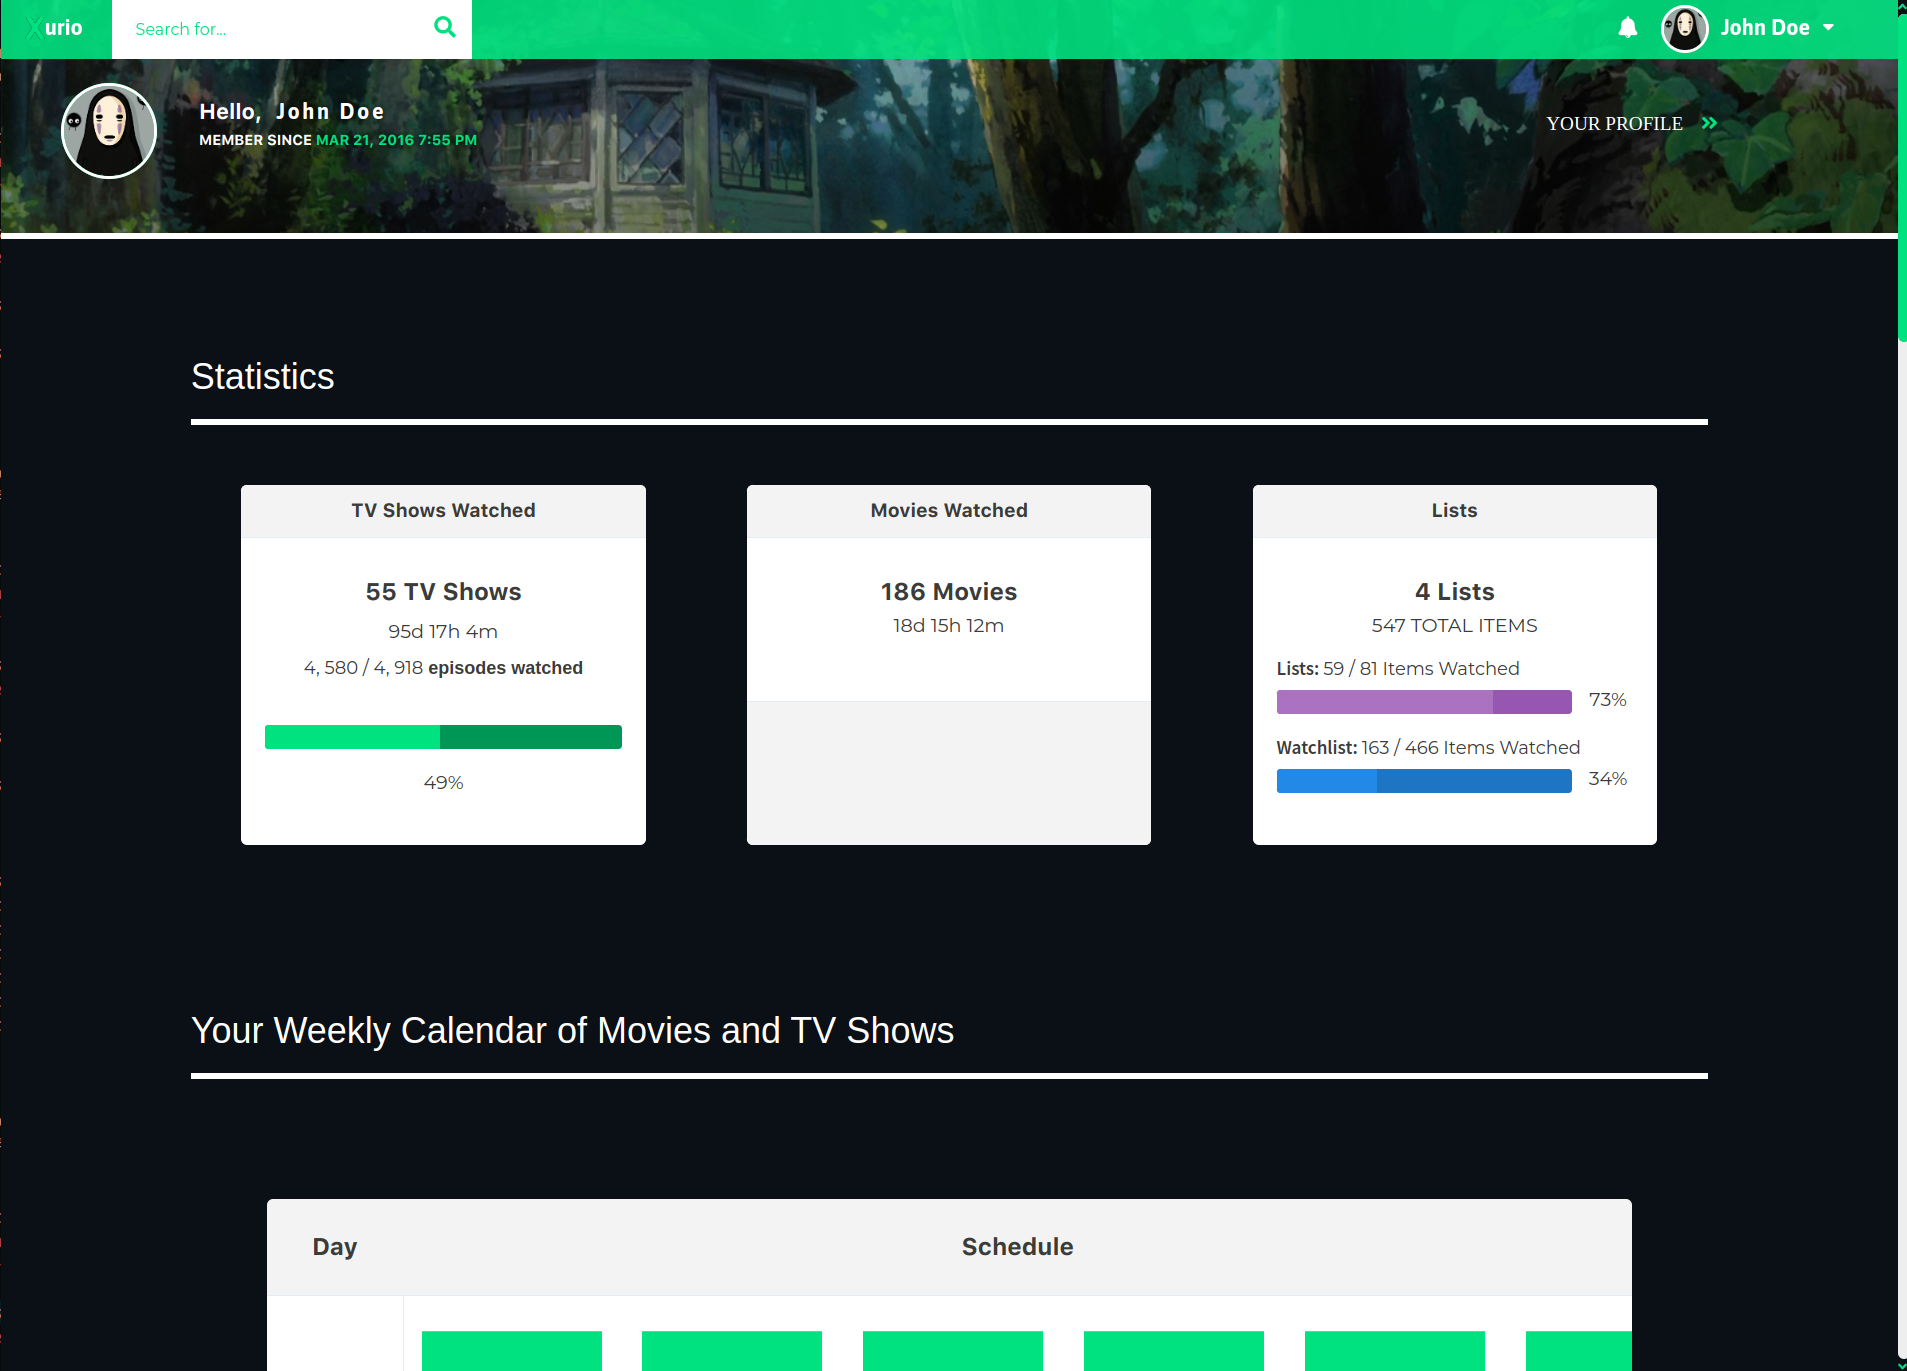 Xurio
Search for...
John Doe
Hello, John Doe
MEMBER SINCE MAR 21, 2016 7:55 PM
YOUR PROFILE
Statistics
TV Shows Watched
55 TV Shows
95d 17h 4m
4, 580 / 4, 918 episodes watched
49%
Movies Watched
186 Movies
18d 15h 12m
Lists
4 Lists
547 TOTAL ITEMS
Lists: 59 / 81 Items Watched
73%
Watchlist: 163 / 466 Items Watched
34%
Your Weekly Calendar of Movies and TV Shows
Day
Schedule